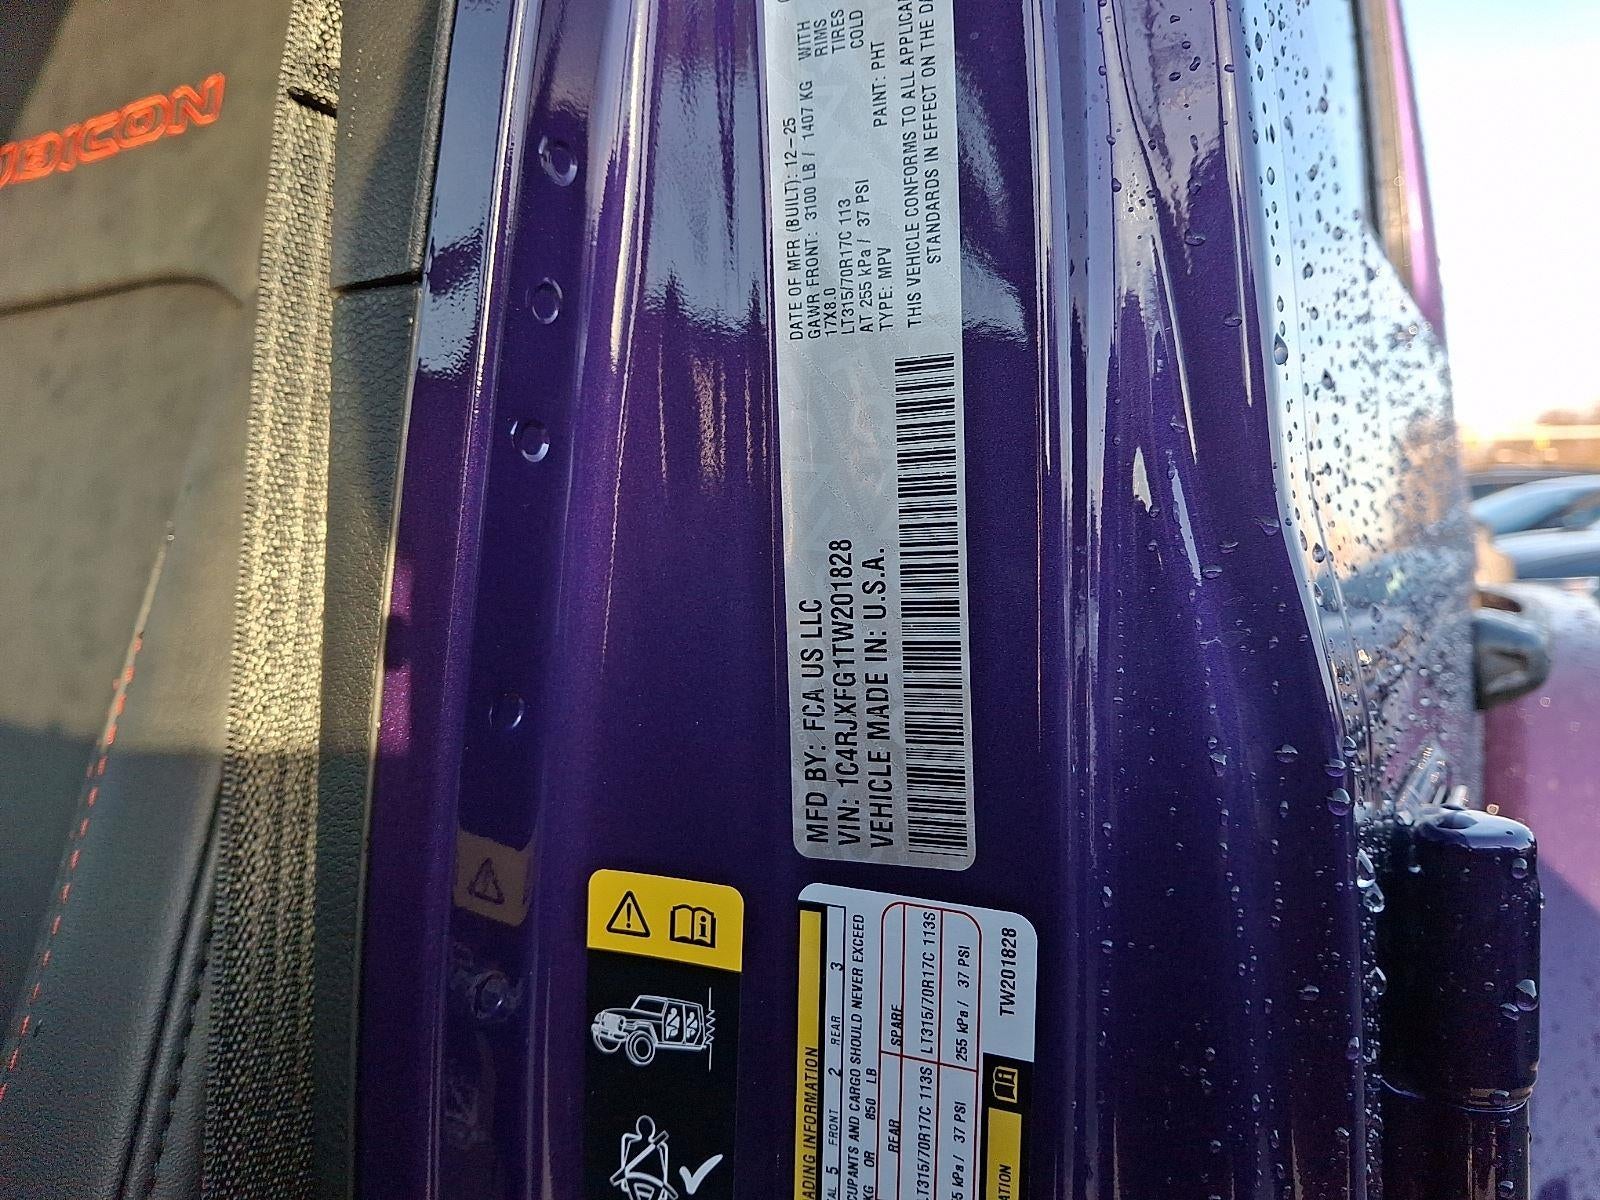 MFD BY: FCA US LLC
VIN: 1C4RJXFG1TW201828
VEHICLE MADE IN: U.S.A.
DATE OF MFR (BUILT): 12-25
GAWR FRONT: 3100 LB / 1407 KG WITH
17X8.0 RIMS
LT315/70R17C 113 TIRES
AT 255 kPa / 37 PSI COLD
TYPE: MPV PAINT: PHT
THIS VEHICLE CONFORMS TO ALL
STANDARDS IN EFFECT ON THE
INFORMATION
5 FRONT 2 REAR 3
AND CARGO SHOULD NEVER EXCEED
KG OR 850 LB
REAR SPARE
LT315/70R17C 113S LT315/70R17C 113S
kPa / 37 PSI 255 kPa / 37 PSI
TW201828